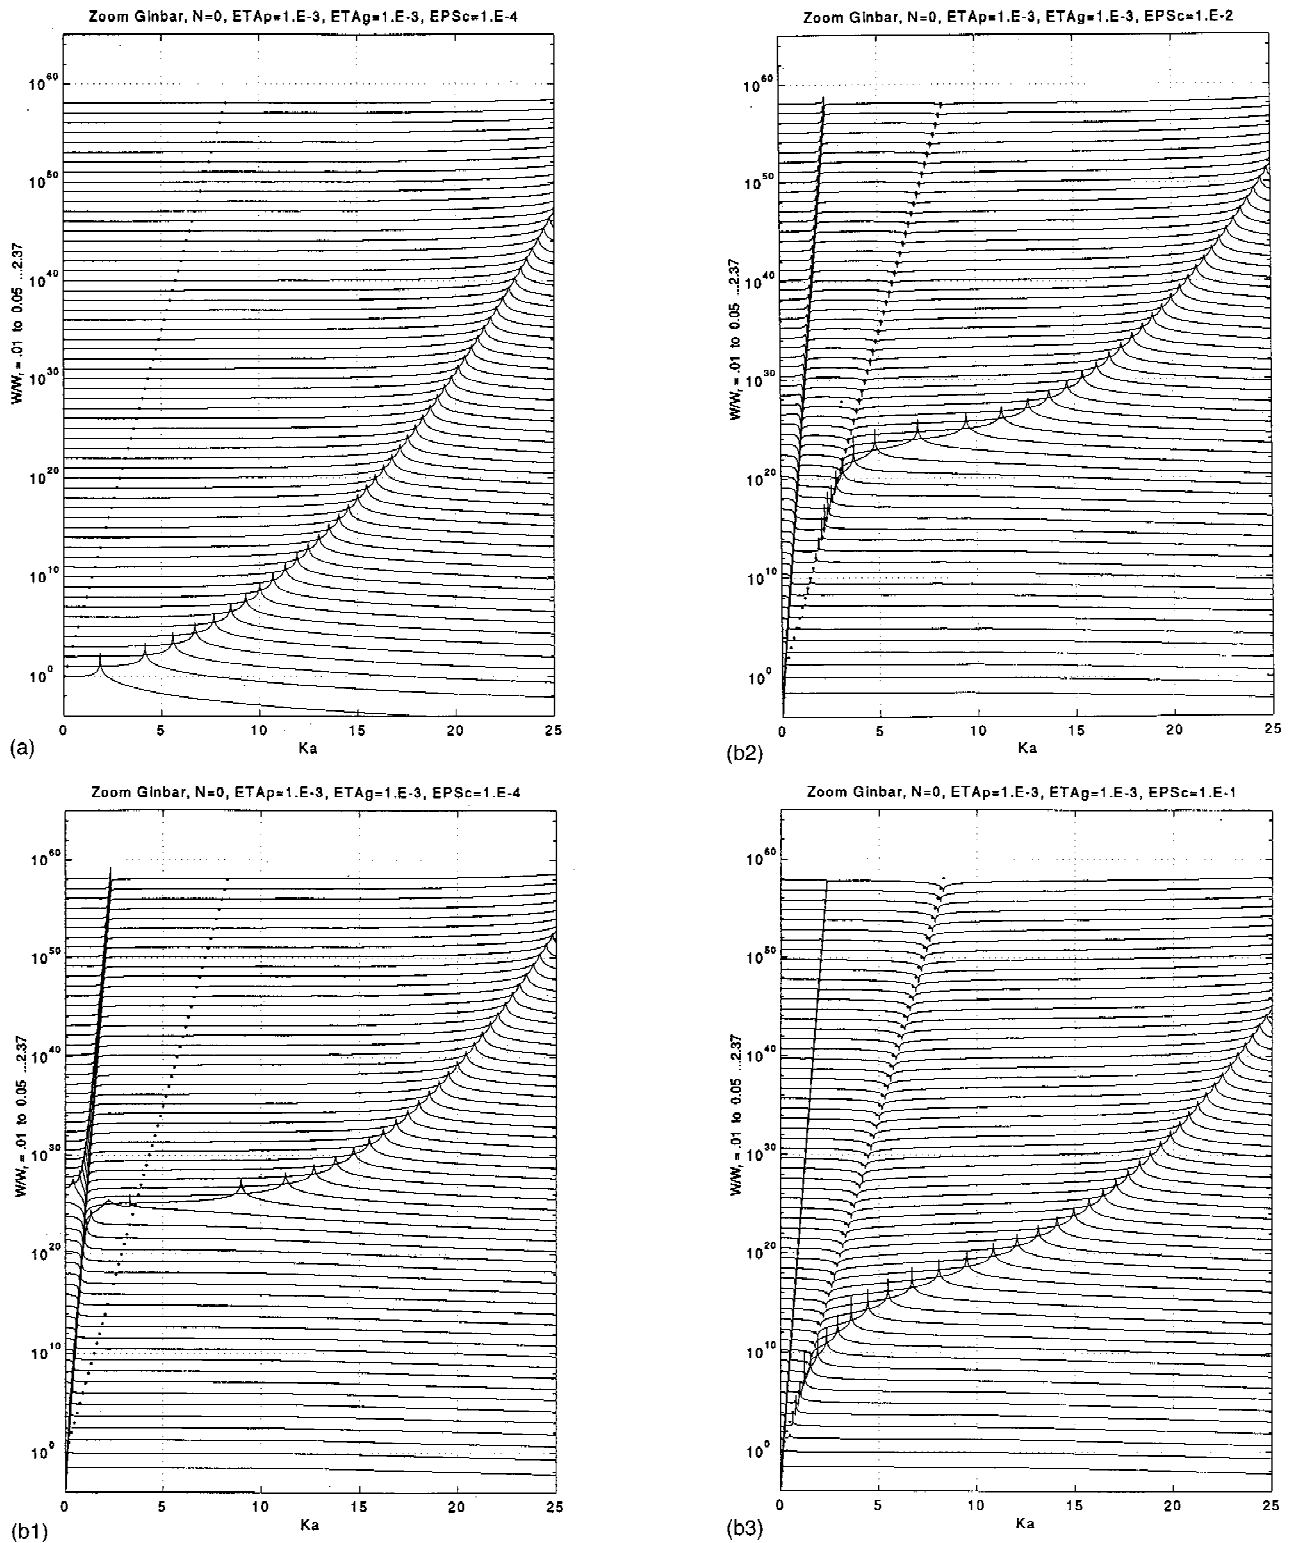 Zoom Ginbar, N=0, ETAp=1.E-3, ETAg=1.E-3, EPSc=1.E-4
10^60
10^50
10^40
10^30
10^20
10^10
10^0
W/Wr = .01 to 0.05 ...2.37
0 5 10 15 20 25
Ka
(a)
Zoom Ginbar, N=0, ETAp=1.E-3, ETAg=1.E-3, EPSc=1.E-2
10^60
10^50
10^40
10^30
10^20
10^10
10^0
W/Wr = .01 to 0.05 ...2.37
0 5 10 15 20 25
Ka
(b2)
Zoom Ginbar, N=0, ETAp=1.E-3, ETAg=1.E-3, EPSc=1.E-4
10^60
10^50
10^40
10^30
10^20
10^10
10^0
W/Wr = .01 to 0.05 ...2.37
0 5 10 15 20 25
Ka
(b1)
Zoom Ginbar, N=0, ETAp=1.E-3, ETAg=1.E-3, EPSc=1.E-1
10^60
10^50
10^40
10^30
10^20
10^10
10^0
W/Wr = .01 to 0.05 ...2.37
0 5 10 15 20 25
Ka
(b3)